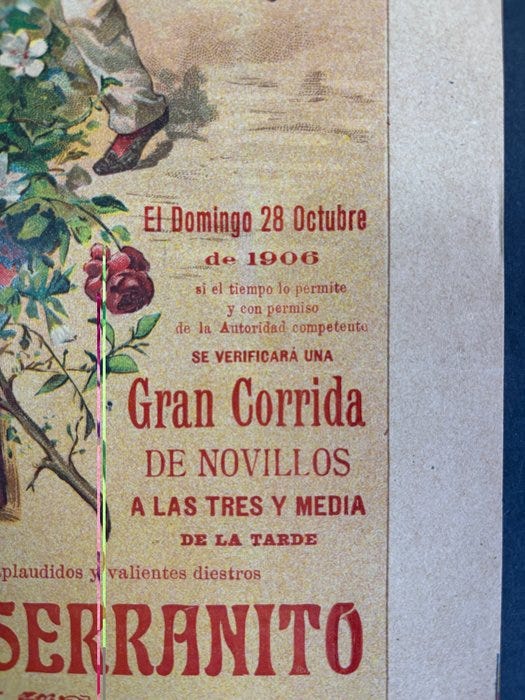 El Domingo 28 Octubre
de 1906
si el tiempo lo permite
y con permiso
de la Autoridad competente
SE VERIFICARÁ UNA
Gran Corrida
DE NOVILLOS
A LAS TRES Y MEDIA
DE LA TARDE
plaudidos y valientes diestros
SERRANITO